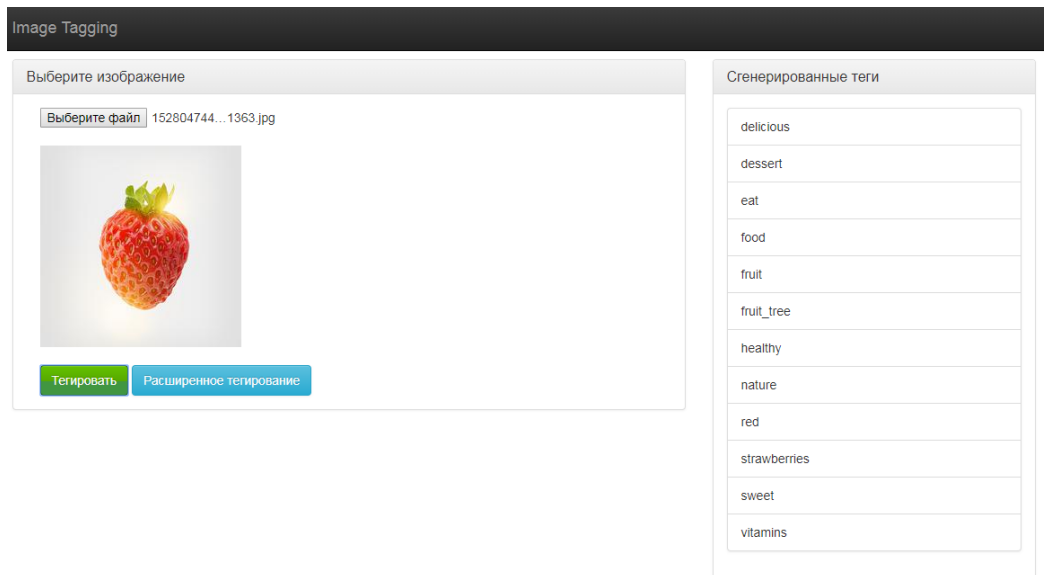 Image Tagging
Выберите изображение
Выберите файл 152804744...1363.jpg
Тегировать Расширенное тегирование
Сгенерированные теги
delicious
dessert
eat
food
fruit
fruit_tree
healthy
nature
red
strawberries
sweet
vitamins